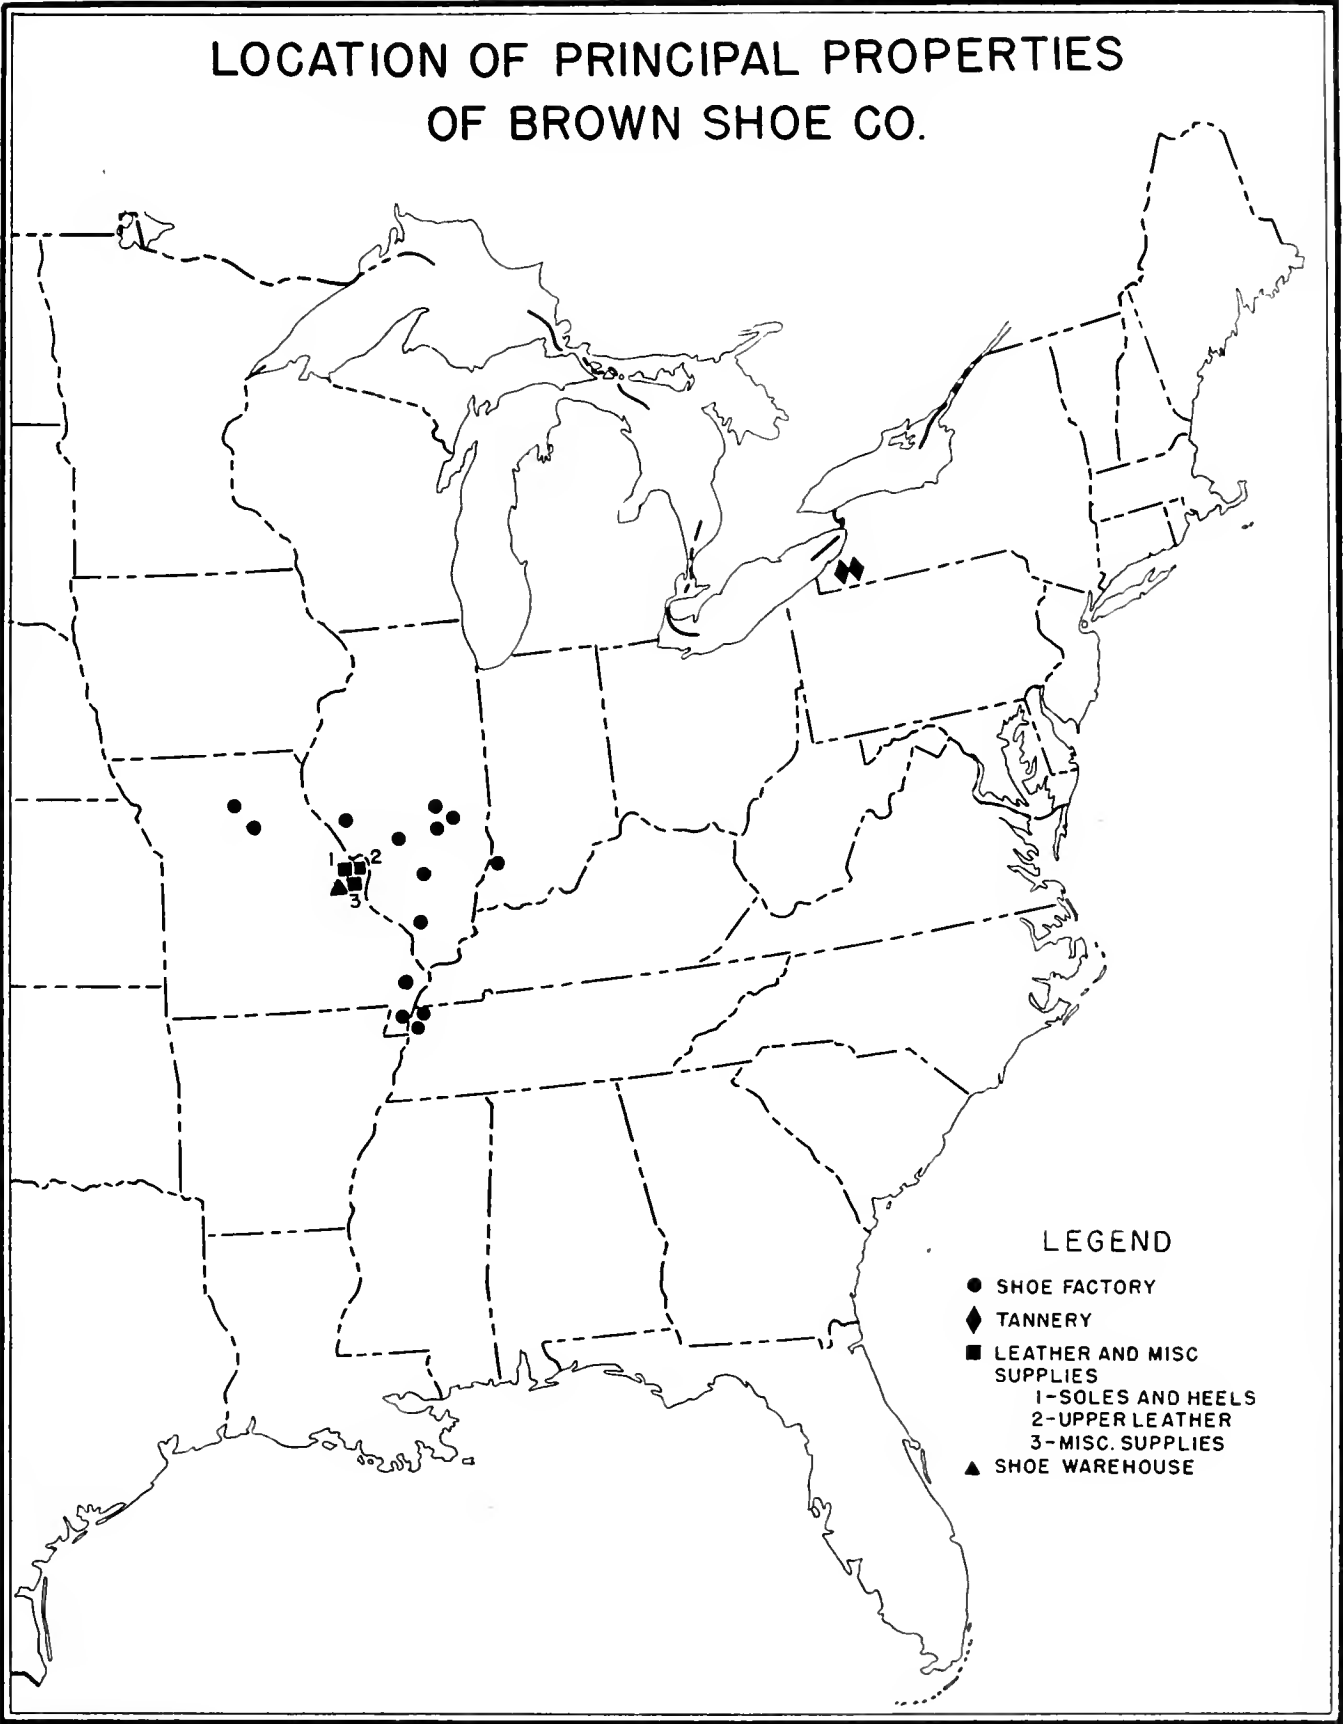 LOCATION OF PRINCIPAL PROPERTIES
OF BROWN SHOE CO.
1
2
3
LEGEND
SHOE FACTORY
TANNERY
LEATHER AND MISC
SUPPLIES
1-SOLES AND HEELS
2-UPPER LEATHER
3-MISC. SUPPLIES
SHOE WAREHOUSE